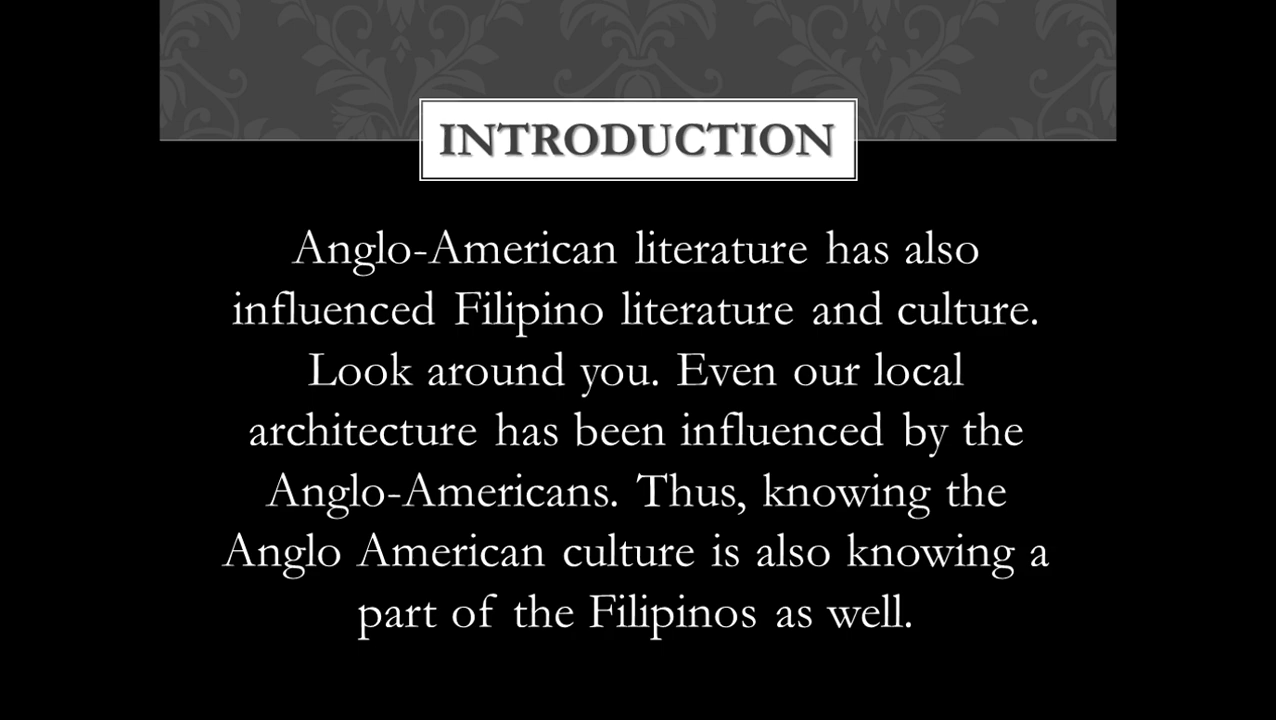 INTRODUCTION
Anglo-American literature has also
influenced Filipino literature and culture.
Look around you. Even our local
architecture has been influenced by the
Anglo-Americans. Thus, knowing the
Anglo American culture is also knowing a
part of the Filipinos as well.